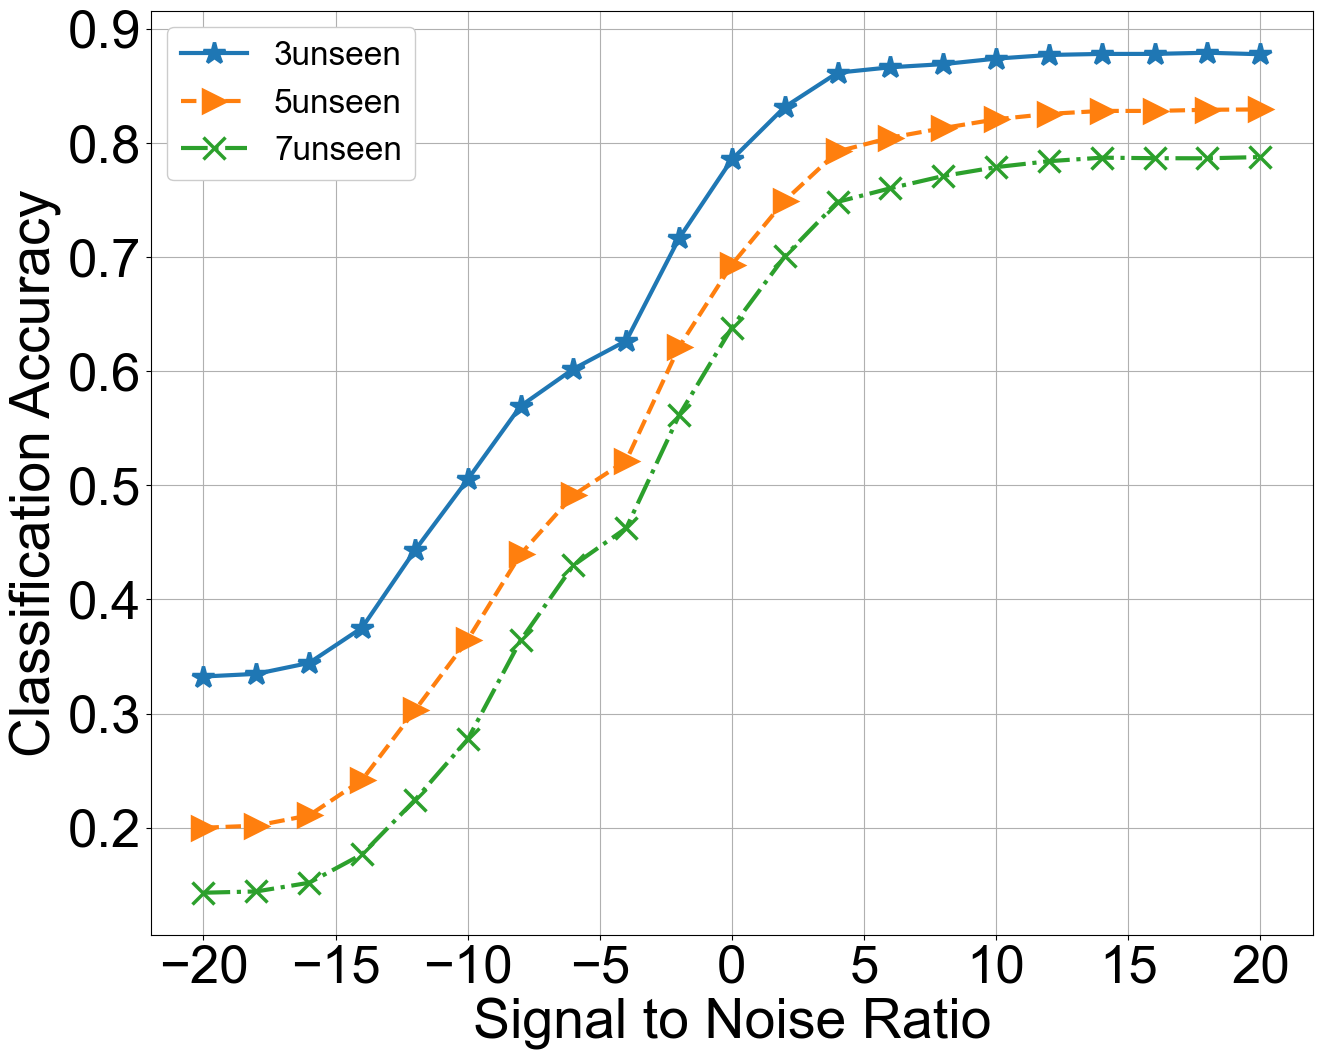 3unseen
5unseen
7unseen
0.9
0.8
0.7
0.6
0.5
0.4
0.3
0.2
Classification Accuracy
−20 −15 −10 −5 0 5 10 15 20
Signal to Noise Ratio